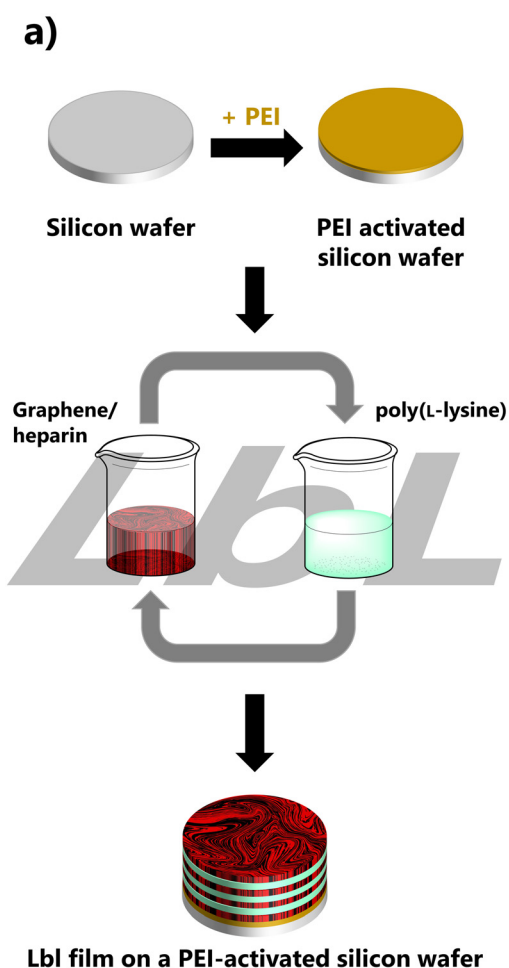 a)
+ PEI
Silicon wafer
PEI activated
silicon wafer
Graphene/
heparin
poly(L-lysine)
LbL
Lbl film on a PEI-activated silicon wafer